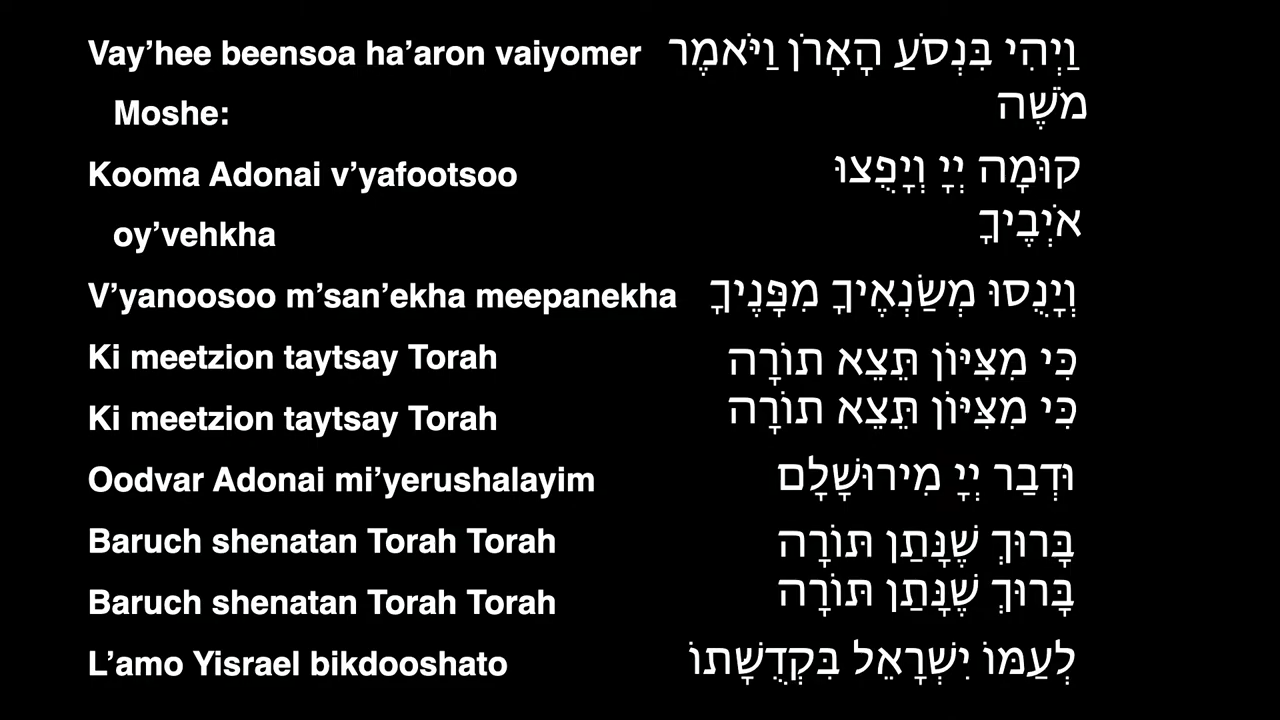 Vay’hee beensoa ha’aron vaiyomer וַיְהִי בִּנְסֹעַ הָאָרֹן וַיֹּאמֶר
Moshe: מֹשֶׁה
Kooma Adonai v’yafootsoo קוּמָה יְיָ וְיָפֻצוּ
oy’vehkha אֹיְבֶיךָ
V’yanoosoo m’san’ekha meepanekha וְיָנֻסוּ מְשַׂנְאֶיךָ מִפָּנֶיךָ
Ki meetzion taytsay Torah כִּי מִצִּיּוֹן תֵּצֵא תוֹרָה
Ki meetzion taytsay Torah כִּי מִצִּיּוֹן תֵּצֵא תוֹרָה
Oodvar Adonai mi’yerushalayim וּדְבַר יְיָ מִירוּשָׁלָם
Baruch shenatan Torah Torah בָּרוּךְ שֶׁנָּתַן תּוֹרָה
Baruch shenatan Torah Torah בָּרוּךְ שֶׁנָּתַן תּוֹרָה
L’amo Yisrael bikdooshato לְעַמּוֹ יִשְׂרָאֵל בִּקְדֻשָּׁתוֹ